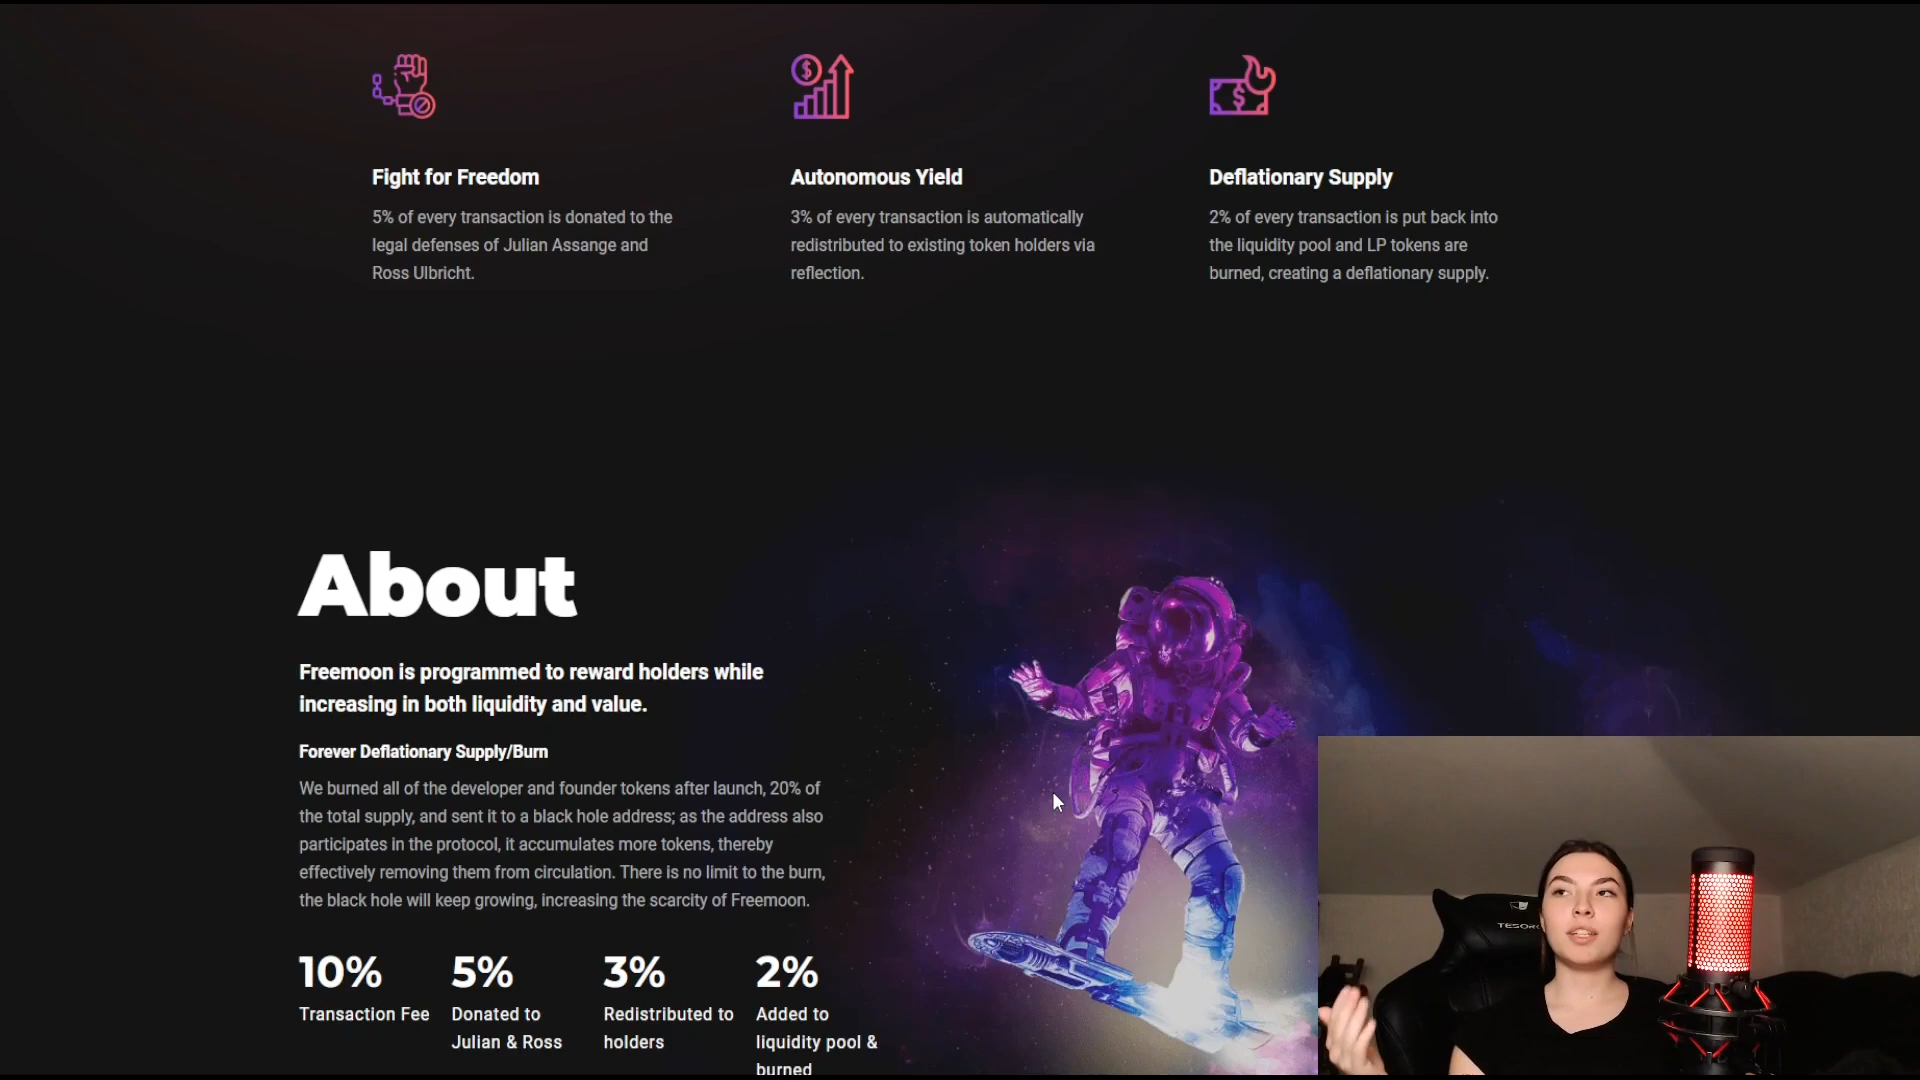 Fight for Freedom
5% of every transaction is donated to the
legal defenses of Julian Assange and
Ross Ulbricht.
Autonomous Yield
3% of every transaction is automatically
redistributed to existing token holders via
reflection.
Deflationary Supply
2% of every transaction is put back into
the liquidity pool and LP tokens are
burned, creating a deflationary supply.
About
Freemoon is programmed to reward holders while
increasing in both liquidity and value.
Forever Deflationary Supply/Burn
We burned all of the developer and founder tokens after launch, 20% of
the total supply, and sent it to a black hole address; as the address also
participates in the protocol, it accumulates more tokens, thereby
effectively removing them from circulation. There is no limit to the burn,
the black hole will keep growing, increasing the scarcity of Freemoon.
10%
Transaction Fee
5%
Donated to
Julian & Ross
3%
Redistributed to
holders
2%
Added to
liquidity pool &
burned